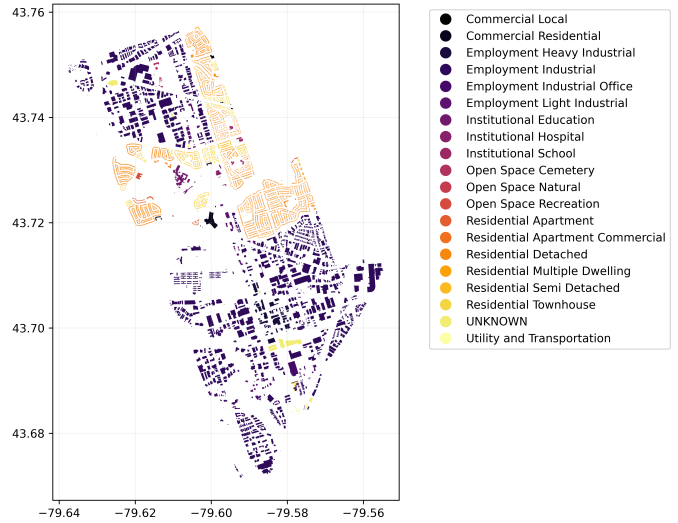 43.76
43.74
43.72
43.70
43.68
−79.64
−79.62
−79.60
−79.58
−79.56
Commercial Local
Commercial Residential
Employment Heavy Industrial
Employment Industrial
Employment Industrial Office
Employment Light Industrial
Institutional Education
Institutional Hospital
Institutional School
Open Space Cemetery
Open Space Natural
Open Space Recreation
Residential Apartment
Residential Apartment Commercial
Residential Detached
Residential Multiple Dwelling
Residential Semi Detached
Residential Townhouse
UNKNOWN
Utility and Transportation